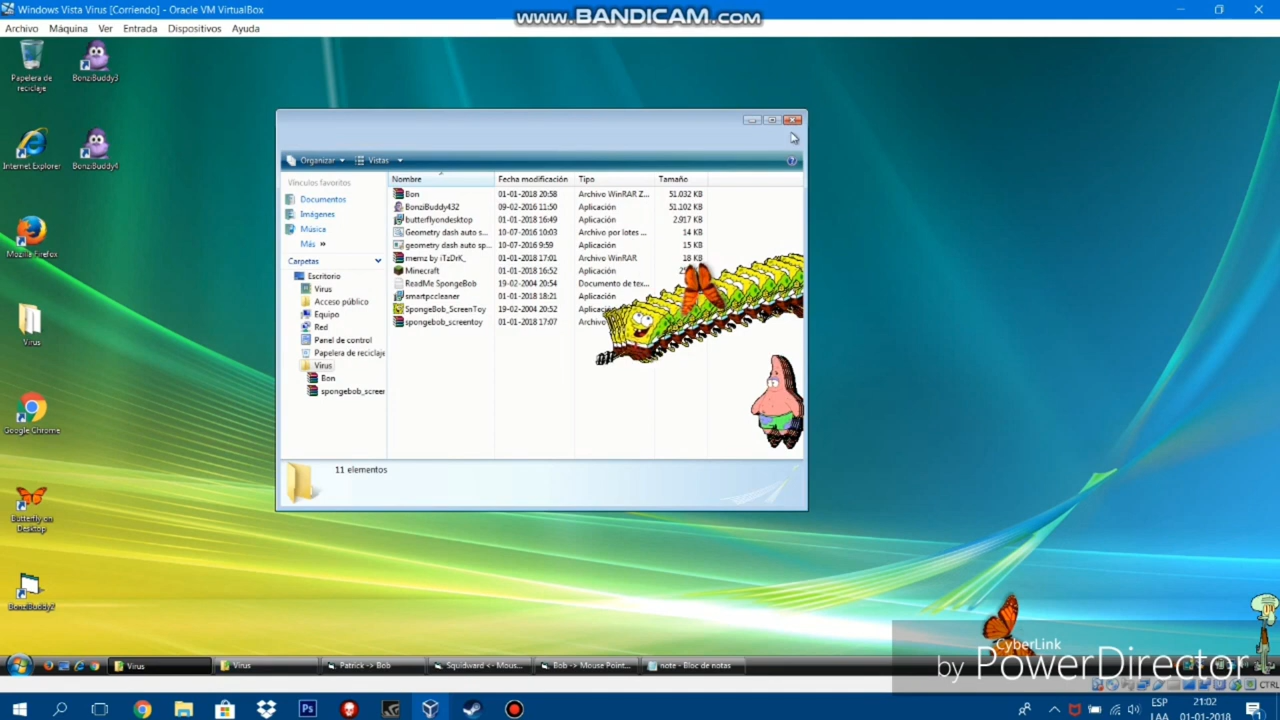 Windows Vista Virus [Corriendo] - Oracle VM VirtualBox
www.BANDICAM.com
Archivo Máquina Ver Entrada Dispositivos Ayuda
Papelera de reciclaje
BonziBuddy3
Internet Explorer
BonziBuddy4
Mozilla Firefox
Virus
Google Chrome
Butterfly on Desktop
BonziBuddy2
Organizar Vistas
Vínculos favoritos
Documentos
Imágenes
Música
Más »
Carpetas
Escritorio
Virus
Acceso público
Equipo
Red
Panel de control
Papelera de reciclaje
Virus
Bon
spongebob_screen
Nombre Fecha modificación Tipo Tamaño
Bon 01-01-2018 20:58 Archivo WinRAR Z... 51.032 KB
BonziBuddy432 09-02-2016 11:50 Aplicación 51.102 KB
butterflyondesktop 01-01-2018 16:49 Aplicación 2.917 KB
Geometry dash auto s... 10-07-2016 10:03 Archivo por lotes ... 14 KB
geometry dash auto sp... 10-07-2016 9:59 Aplicación 15 KB
memz by iTzDrK_ 01-01-2018 17:01 Archivo WinRAR 18 KB
Minecraft 01-01-2018 16:52 Aplicación
ReadMe SpongeBob 19-02-2004 20:54 Documento de tex...
smartpccleaner 01-01-2018 18:21 Aplicación
SpongeBob_ScreenToy 19-02-2004 20:52 Aplicación
spongebob_screentoy 01-01-2018 17:07 Archivo
11 elementos
Virus Virus Patrick -> Bob Squidward <- Mous... Bob -> Mouse Point... note - Bloc de notas
CyberLink
by PowerDirector
CTRL
Ps
ESP
LAA
21:02
01-01-2018